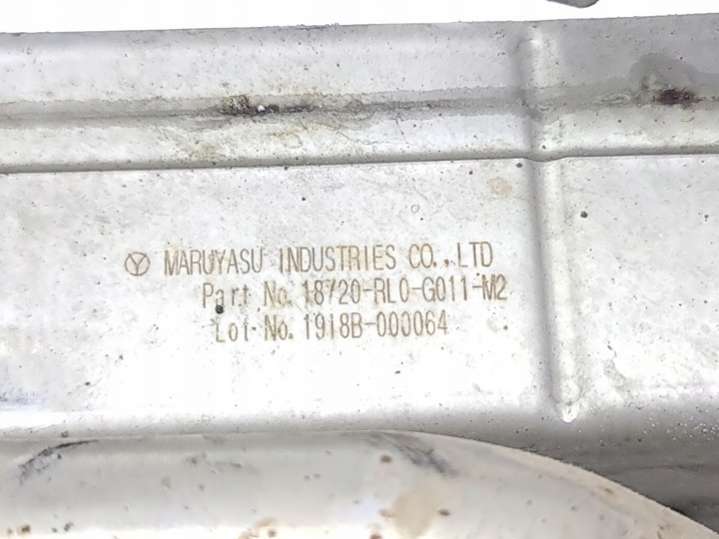 MARUYASU INDUSTRIES CO.,LTD
Part No. 18720-RL0-G011-M2
Lot No. 1918B-000064